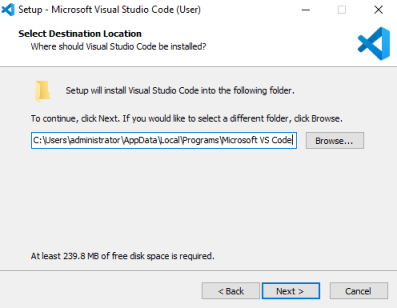 Setup - Microsoft Visual Studio Code (User)
Select Destination Location
Where should Visual Studio Code be installed?
Setup will install Visual Studio Code into the following folder.
To continue, click Next. If you would like to select a different folder, click Browse.
C:\Users\administrator\AppData\Local\Programs\Microsoft VS Code
Browse...
At least 239.8 MB of free disk space is required.
< Back
Next >
Cancel